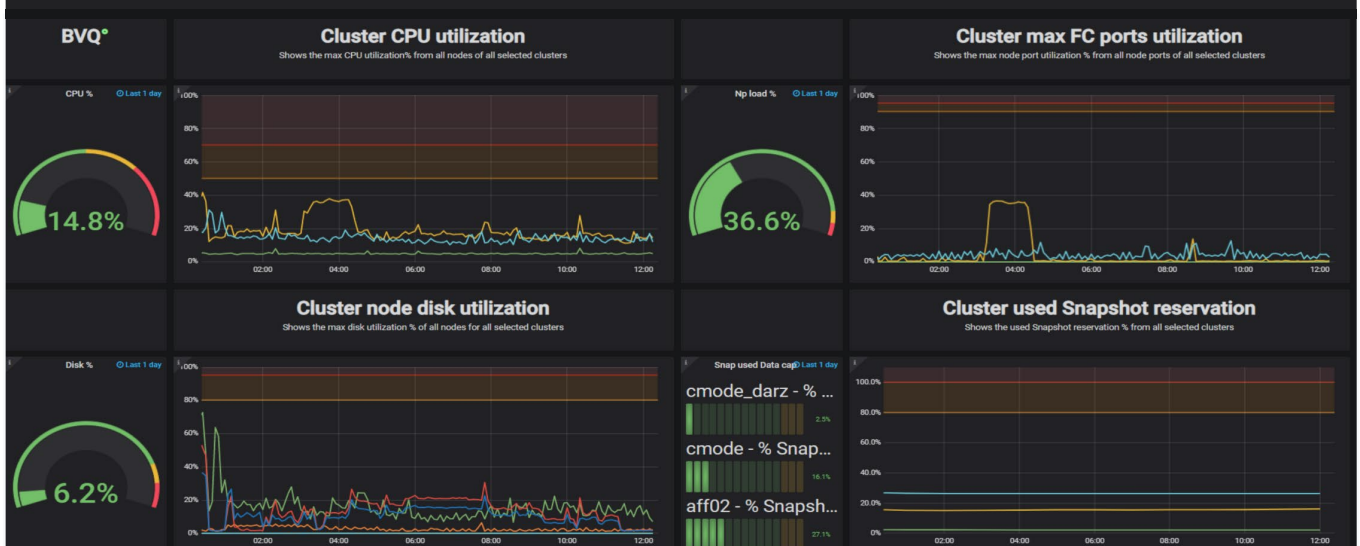 BVQ
Cluster CPU utilization
Shows the max CPU utilization% from all nodes of all selected clusters
Cluster max FC ports utilization
Shows the max node port utilization % from all node ports of all selected clusters
CPU %
Last 1 day
14.8%
100%
80%
60%
40%
20%
0%
02:00
04:00
06:00
08:00
10:00
12:00
Np load %
Last 1 day
36.6%
100%
80%
60%
40%
20%
0%
02:00
04:00
06:00
08:00
10:00
12:00
Cluster node disk utilization
Shows the max disk utilization % of all nodes for all selected clusters
Cluster used Snapshot reservation
Shows the used Snapshot reservation % from all selected clusters
Disk %
Last 1 day
6.2%
100%
80%
60%
40%
20%
0%
02:00
04:00
06:00
08:00
10:00
12:00
Snap used Data cap
Last 1 day
cmode_darz - % ...
2.5%
cmode - % Snap...
16.1%
aff02 - % Snapsh...
27.1%
100.0%
80.0%
60.0%
40.0%
20.0%
0%
02:00
04:00
06:00
08:00
10:00
12:00